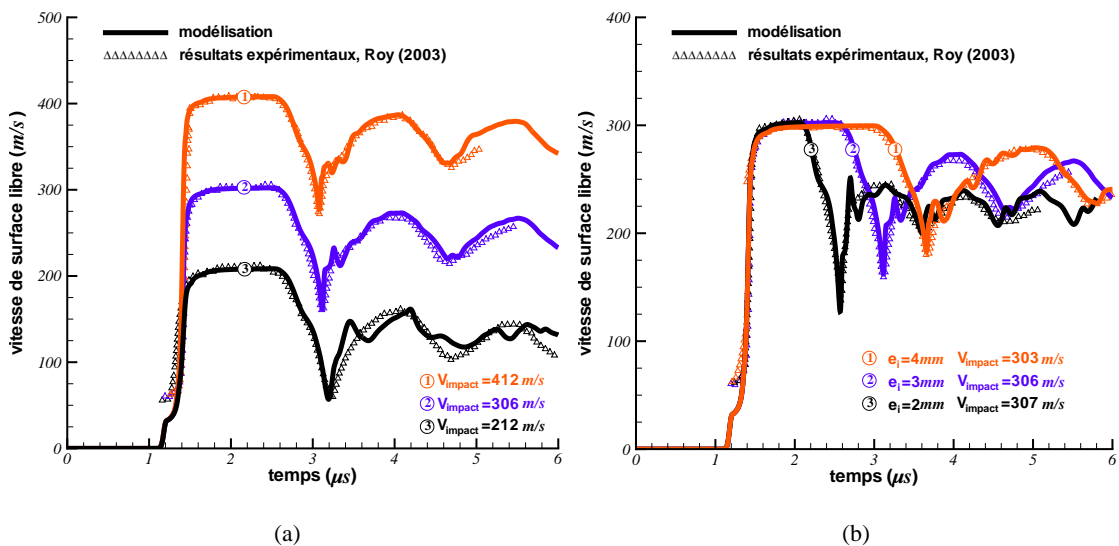 modélisation
résultats expérimentaux, Roy (2003)
vitesse de surface libre (m/s)
500
400
300
200
100
0
1
2
3
1 Vimpact=412 m/s
2 Vimpact=306 m/s
3 Vimpact=212 m/s
0 1 2 3 4 5 6
temps (μs)
(a)
modélisation
résultats expérimentaux, Roy (2003)
vitesse de surface libre (m/s)
400
300
200
100
0
3 2 1
1 ei=4mm Vimpact=303 m/s
2 ei=3mm Vimpact=306 m/s
3 ei=2mm Vimpact=307 m/s
0 1 2 3 4 5 6
temps (μs)
(b)